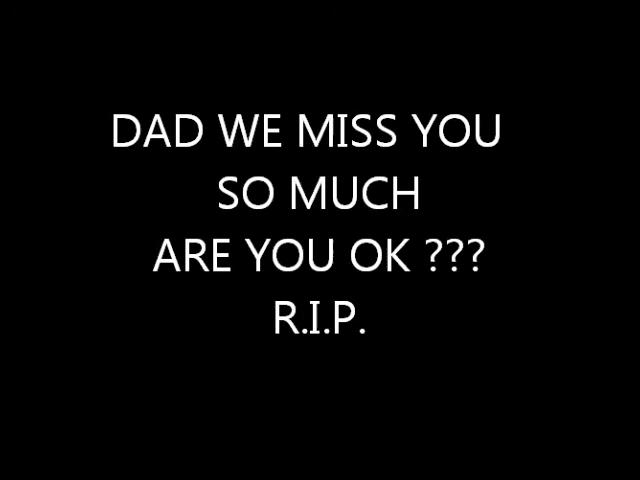 DAD WE MISS YOU
SO MUCH
ARE YOU OK ???
R.I.P.